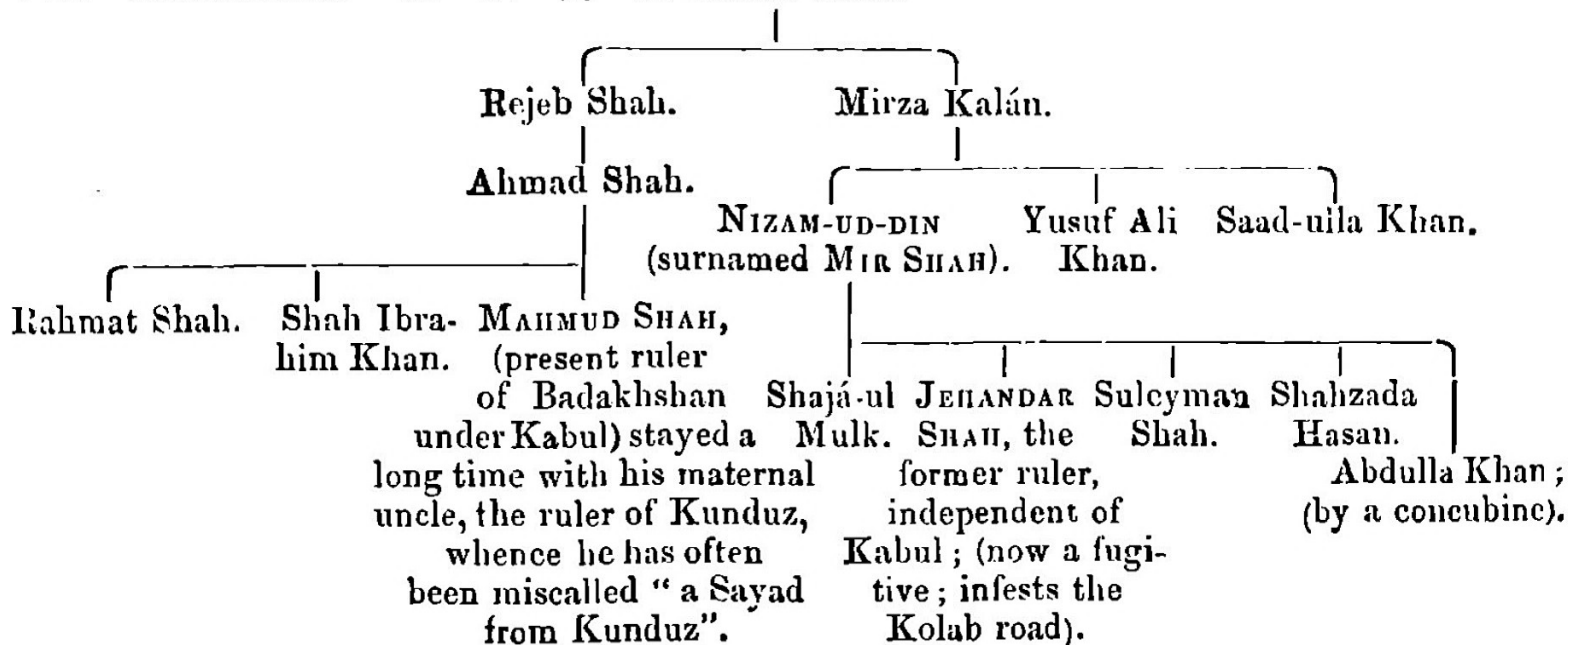 Rejeb Shah. Mirza Kalán.
Ahmad Shah.
NIZAM-UD-DIN Yusuf Ali Saad-ulla Khan.
(surnamed MIR SHAH). Khan.
Rahmat Shah. Shah Ibra- MAHMUD SHAH,
him Khan. (present ruler
of Badakhshan Shajá-ul JEHANDAR Suleyman Shahzada
under Kabul) stayed a Mulk. SHAH, the Shah. Hasan.
long time with his maternal former ruler, Abdulla Khan;
uncle, the ruler of Kunduz, independent of (by a concubine).
whence he has often Kabul; (now a fugi-
been miscalled "a Sayad tive; infests the
from Kunduz". Kolab road).